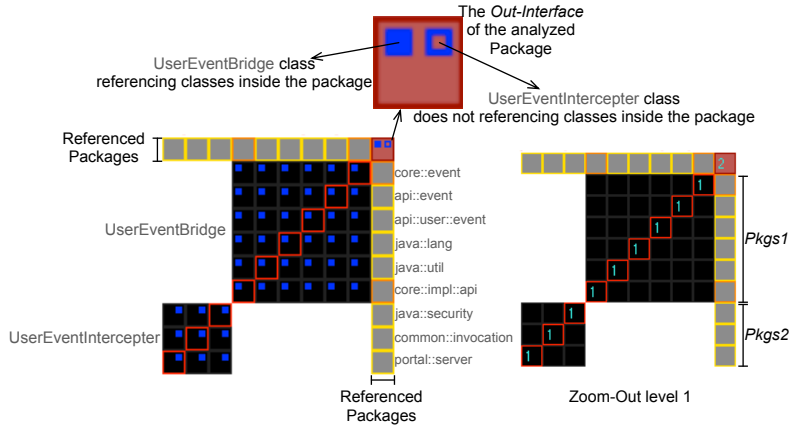 The Out-Interface
of the analyzed
Package
UserEventBridge class
referencing classes inside the package
UserEventIntercepter class
does not referencing classes inside the package
Referenced
Packages
UserEventBridge
UserEventIntercepter
core::event
api::event
api::user::event
java::lang
java::util
core::impl::api
java::security
common::invocation
portal::server
Referenced
Packages
2
1
1
1
1
1
1
1
1
1
Pkgs1
Pkgs2
Zoom-Out level 1